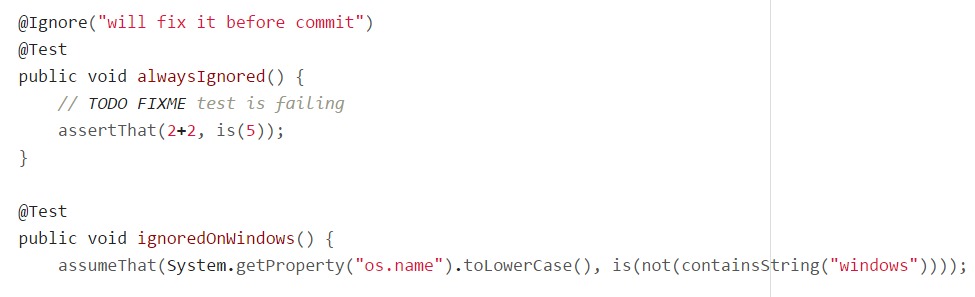 @Ignore("will fix it before commit")
@Test
public void alwaysIgnored() {
// TODO FIXME test is failing
assertThat(2+2, is(5));
}
@Test
public void ignoredOnWindows() {
assumeThat(System.getProperty("os.name").toLowerCase(), is(not(containsString("windows"))));